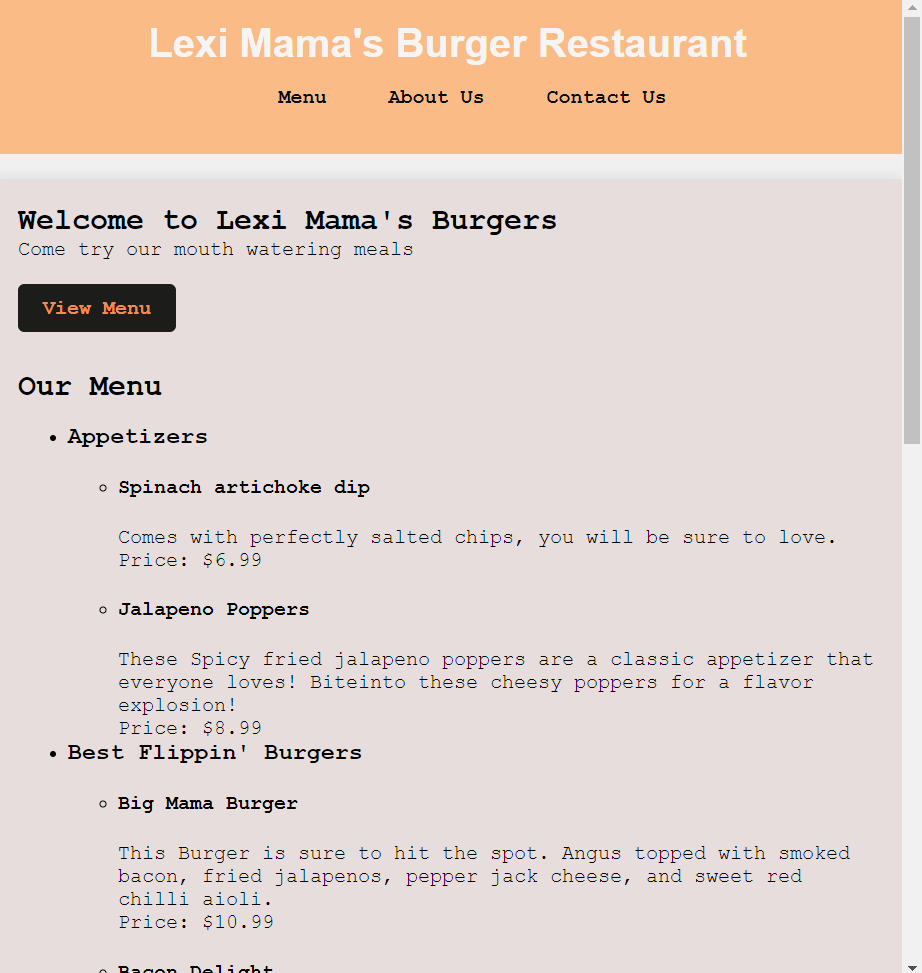 Lexi Mama's Burger Restaurant
Menu About Us Contact Us
Welcome to Lexi Mama's Burgers
Come try our mouth watering meals
View Menu
Our Menu
Appetizers
Spinach artichoke dip
Comes with perfectly salted chips, you will be sure to love.
Price: $6.99
Jalapeno Poppers
These Spicy fried jalapeno poppers are a classic appetizer that
everyone loves! Biteinto these cheesy poppers for a flavor
explosion!
Price: $8.99
Best Flippin' Burgers
Big Mama Burger
This Burger is sure to hit the spot. Angus topped with smoked
bacon, fried jalapenos, pepper jack cheese, and sweet red
chilli aioli.
Price: $10.99
Bacon Delight